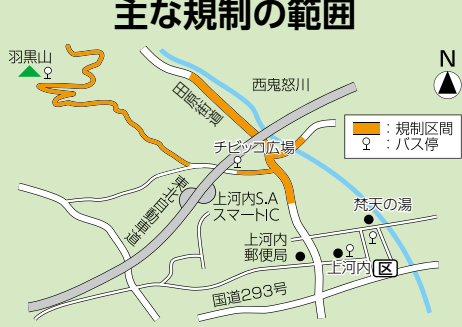 主な規制の範囲
羽黒山
N
西鬼怒川
田原街道
:規制区間
:バス停
チビッコ広場
東北自動車道
上河内S.A
スマートIC
梵天の湯
上河内
郵便局
上河内 区
国道293号